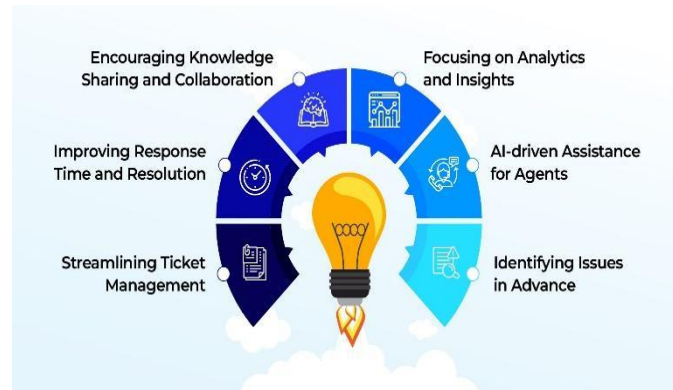 Encouraging Knowledge
Sharing and Collaboration
Focusing on Analytics
and Insights
Improving Response
Time and Resolution
AI-driven Assistance
for Agents
Streamlining Ticket
Management
Identifying Issues
in Advance